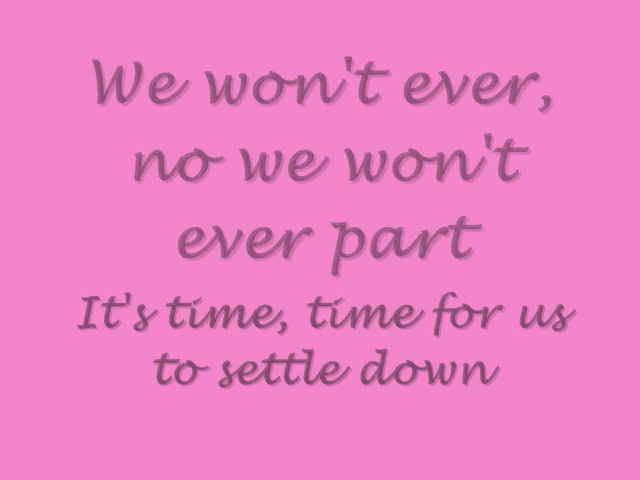 We won't ever,
no we won't
ever part
It's time, time for us
to settle down